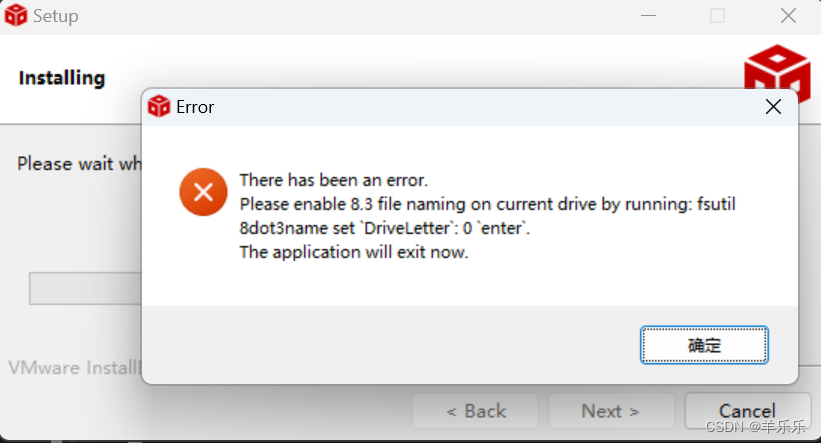 Setup
Installing
Error
Please wait wh
There has been an error.
Please enable 8.3 file naming on current drive by running: fsutil
8dot3name set `DriveLetter`: 0 `enter`.
The application will exit now.
确定
VMware Install
< Back
Next >
Cancel
CSDN @羊乐乐